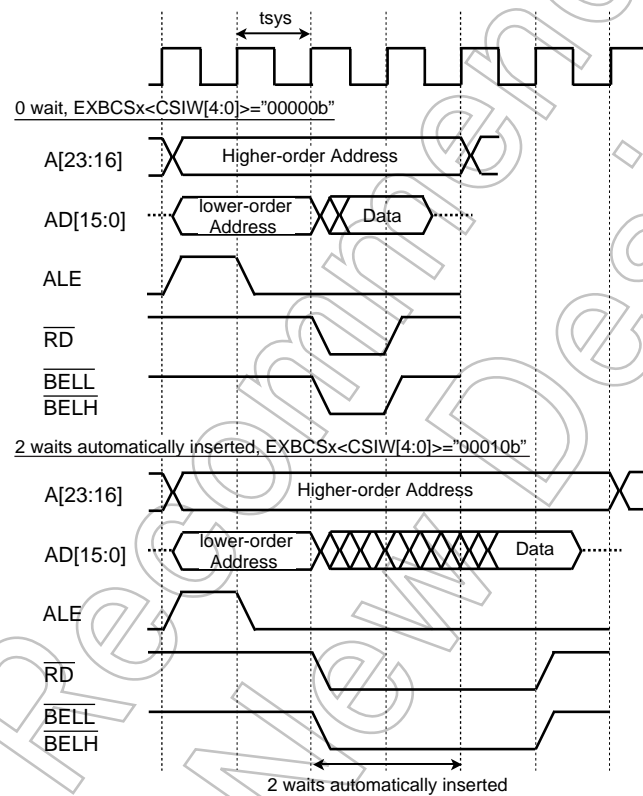 tsys
0 wait, EXBCSx<CSIW[4:0]>="00000b"
A[23:16]
Higher-order Address
AD[15:0]
lower-order
Address
Data
ALE
RD
BELL
BELH
2 waits automatically inserted, EXBCSx<CSIW[4:0]>="00010b"
A[23:16]
Higher-order Address
AD[15:0]
lower-order
Address
Data
ALE
RD
BELL
BELH
2 waits automatically inserted